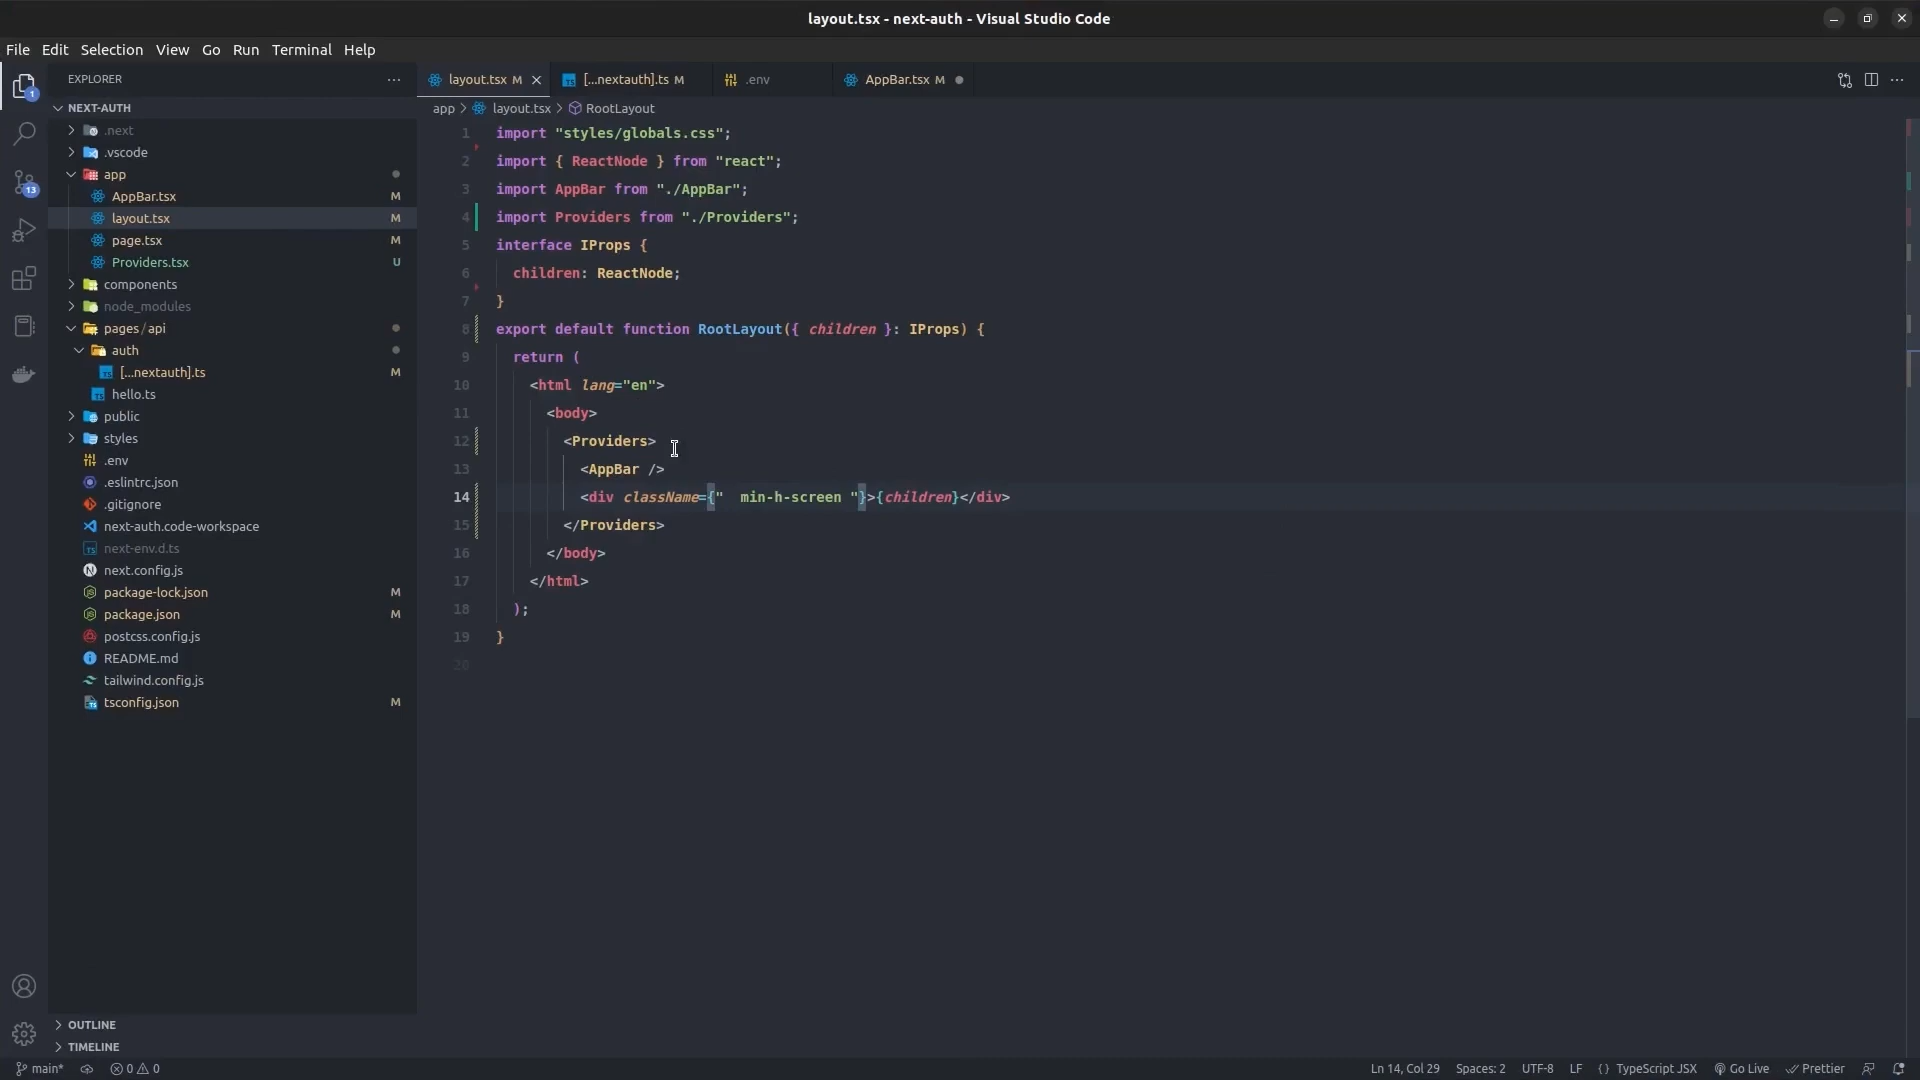 layout.tsx - next-auth - Visual Studio Code
File Edit Selection View Go Run Terminal Help
EXPLORER
NEXT-AUTH
.next
.vscode
app
AppBar.tsx M
layout.tsx M
page.tsx M
Providers.tsx U
components
node_modules
pages / api
auth
[...nextauth].ts M
hello.ts
public
styles
.env
.eslintrc.json
.gitignore
next-auth.code-workspace
next-env.d.ts
next.config.js
package-lock.json M
package.json M
postcss.config.js
README.md
tailwind.config.js
tsconfig.json M
OUTLINE
TIMELINE
1
13
layout.tsx M [...nextauth].ts M .env AppBar.tsx M
app > layout.tsx > RootLayout
1 import "styles/globals.css";
2 import { ReactNode } from "react";
3 import AppBar from "./AppBar";
4 import Providers from "./Providers";
5 interface IProps {
6 children: ReactNode;
7 }
8 export default function RootLayout({ children }: IProps) {
9 return (
10 <html lang="en">
11 <body>
12 <Providers>
13 <AppBar />
14 <div className={"  min-h-screen "}>{children}</div>
15 </Providers>
16 </body>
17 </html>
18 );
19 }
20
main* 0 0 Ln 14, Col 29 Spaces: 2 UTF-8 LF {} TypeScript JSX Go Live Prettier